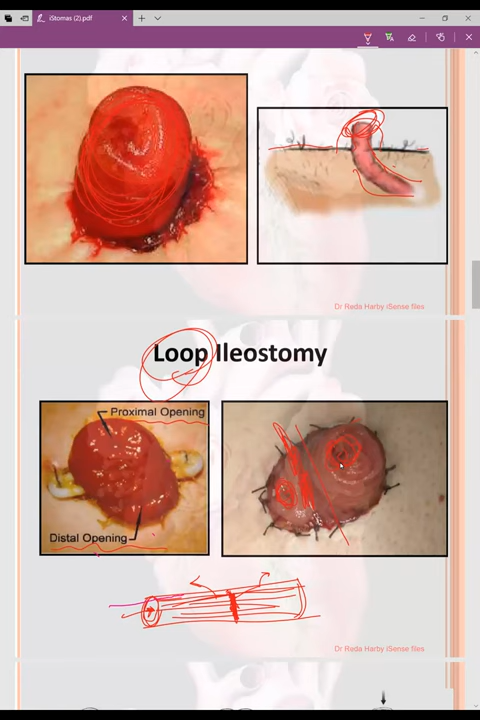 iStomas (2).pdf
Dr Reda Harby iSense files
Loop Ileostomy
Proximal Opening
Distal Opening
Dr Reda Harby iSense files